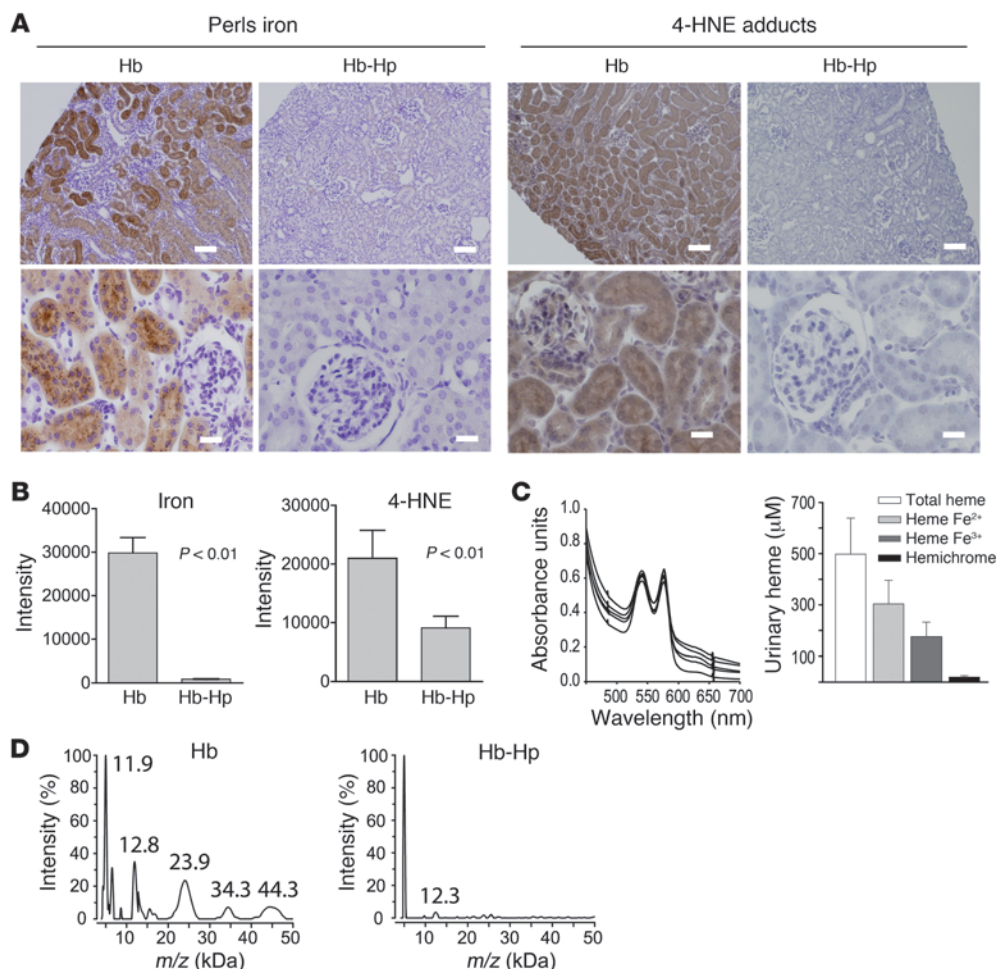 A
Perls iron
4-HNE adducts
Hb
Hb-Hp
Hb
Hb-Hp
B
Iron
Intensity
40000
30000
20000
10000
0
P < 0.01
Hb
Hb-Hp
4-HNE
Intensity
30000
20000
10000
0
P < 0.01
Hb
Hb-Hp
C
Absorbance units
1.0
0.8
0.6
0.4
0.2
0.0
500
550
600
650
700
Wavelength (nm)
Urinary heme (μM)
700
500
300
100
Total heme
Heme Fe²⁺
Heme Fe³⁺
Hemichrome
D
Hb
Intensity (%)
100
80
60
40
20
0
11.9
12.8
23.9
34.3
44.3
10
20
30
40
50
m/z (kDa)
Hb-Hp
Intensity (%)
100
80
60
40
20
0
12.3
10
20
30
40
50
m/z (kDa)